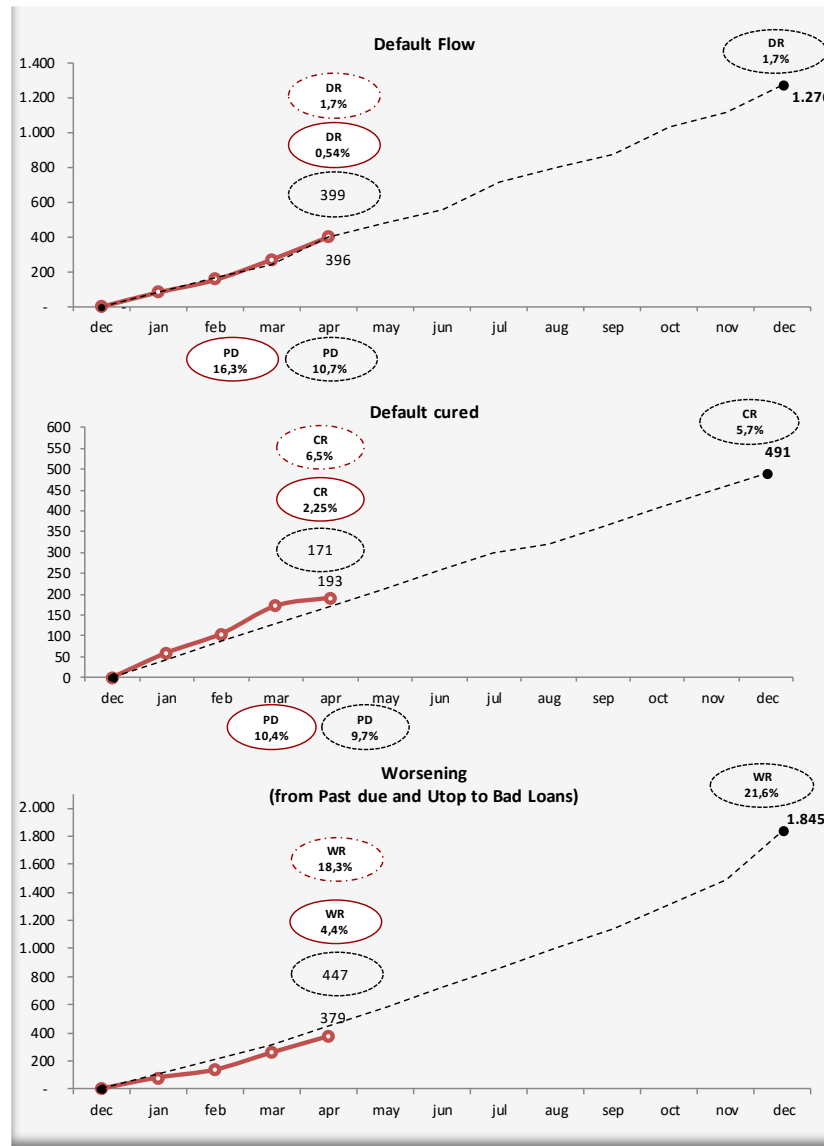 Default Flow
DR
1,7%
1.400
1.200
1.000
800
600
400
200
-
-
DR
1,7%
DR
0,54%
399
396
dec jan feb mar apr may jun jul aug sep oct nov dec
PD
16,3%
PD
10,7%
Default cured
CR
5,7%
491
600
550
500
450
400
350
300
250
200
150
100
50
0
CR
6,5%
CR
2,25%
171
193
dec jan feb mar apr may jun jul aug sep oct nov dec
PD
10,4%
PD
9,7%
Worsening
(from Past due and Utop to Bad Loans)
WR
21,6%
1.845
2.000
1.800
1.600
1.400
1.200
1.000
800
600
400
200
-
WR
18,3%
WR
4,4%
447
379
dec jan feb mar apr may jun jul aug sep oct nov dec